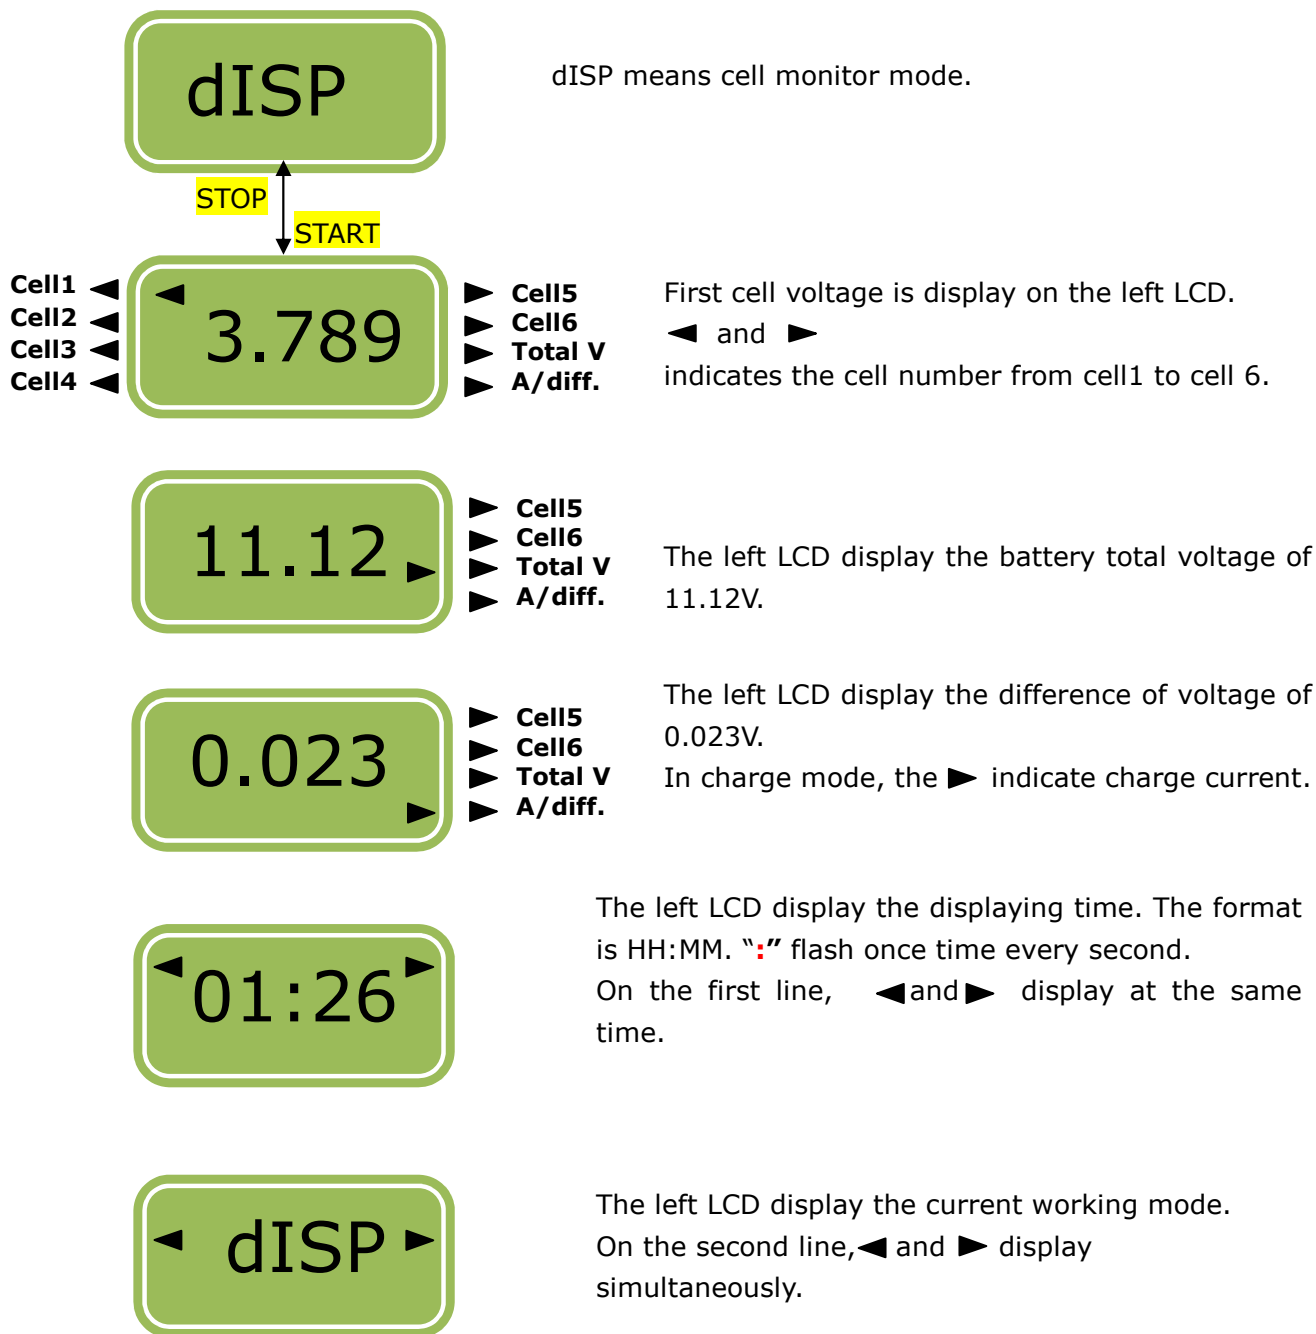 dISP
dISP means cell monitor mode.
STOP
START
Cell1
Cell2
Cell3
Cell4
3.789
Cell5
Cell6
Total V
A/diff.
First cell voltage is display on the left LCD.
◄ and ►
indicates the cell number from cell1 to cell 6.
11.12
Cell5
Cell6
Total V
A/diff.
The left LCD display the battery total voltage of
11.12V.
0.023
Cell5
Cell6
Total V
A/diff.
The left LCD display the difference of voltage of
0.023V.
In charge mode, the ► indicate charge current.
01:26
The left LCD display the displaying time. The format
is HH:MM. “:” flash once time every second.
On the first line, ◄and► display at the same
time.
dISP
The left LCD display the current working mode.
On the second line,◄ and ► display
simultaneously.